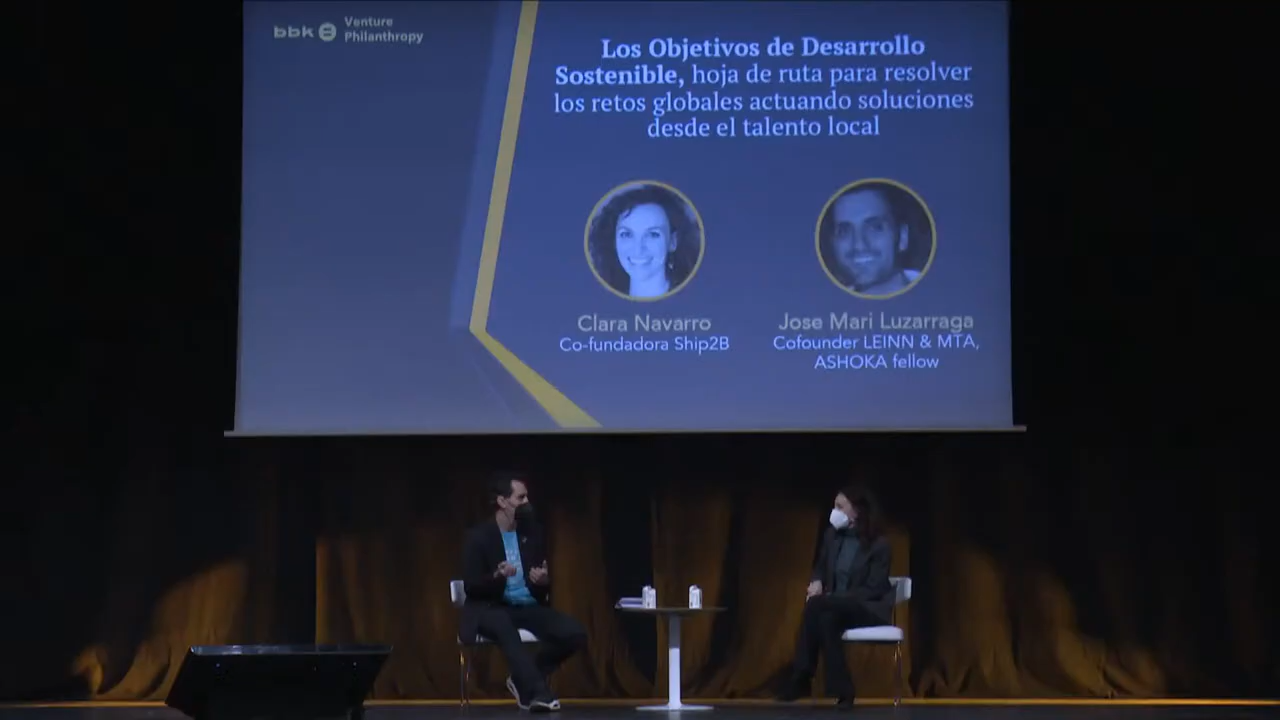 bbk Venture
Philanthropy
Los Objetivos de Desarrollo
Sostenible, hoja de ruta para resolver
los retos globales actuando soluciones
desde el talento local
Clara Navarro
Co-fundadora Ship2B
Jose Mari Luzarraga
Cofounder LEINN & MTA,
ASHOKA fellow